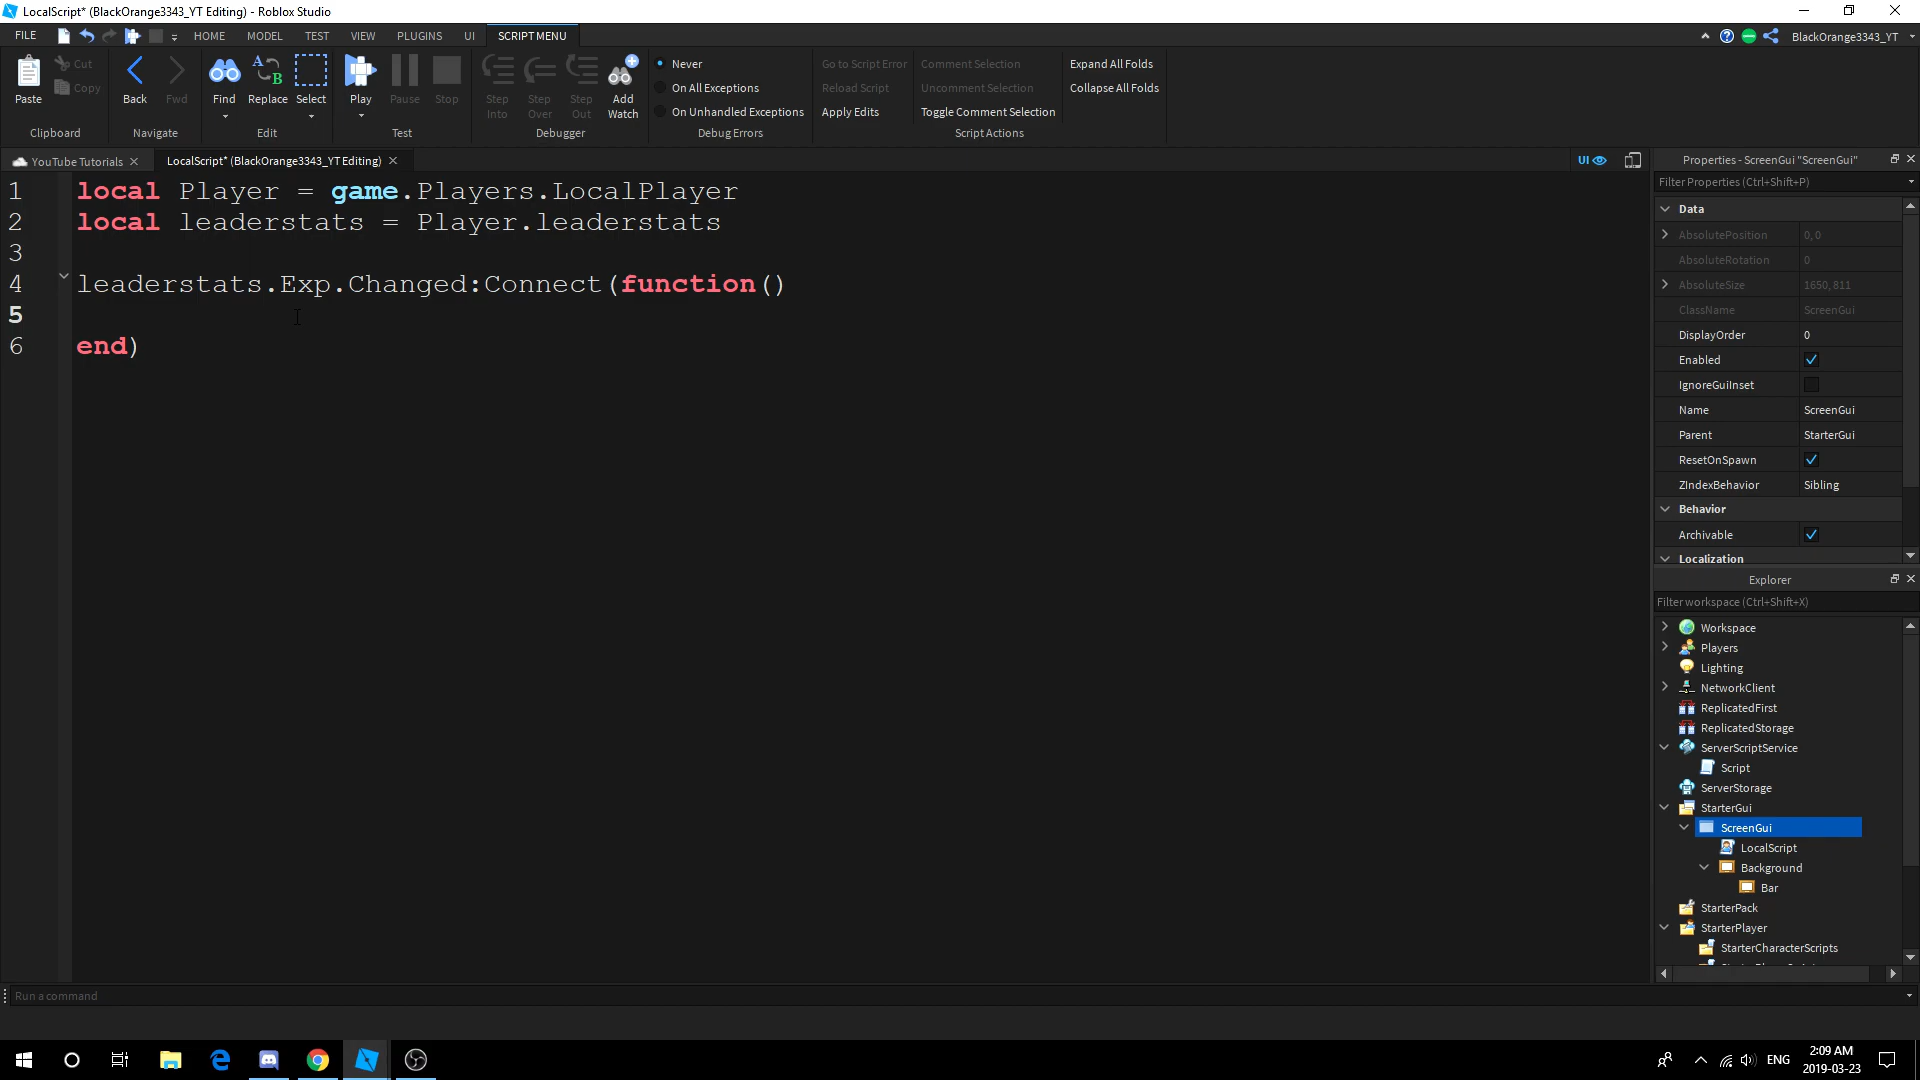 LocalScript* (BlackOrange3343_YT Editing) - Roblox Studio
FILE HOME MODEL TEST VIEW PLUGINS UI SCRIPT MENU BlackOrange3343_YT
Paste Cut Copy Back Fwd Find Replace Select Play Pause Stop Step Into Step Over Step Out Add Watch
Never Go to Script Error Comment Selection Expand All Folds
On All Exceptions Reload Script Uncomment Selection Collapse All Folds
On Unhandled Exceptions Apply Edits Toggle Comment Selection
Clipboard Navigate Edit Test Debugger Debug Errors Script Actions
YouTube Tutorials LocalScript* (BlackOrange3343_YT Editing) UI
1 local Player = game.Players.LocalPlayer
2 local leaderstats = Player.leaderstats
3
4 leaderstats.Exp.Changed:Connect(function()
5
6 end)
Properties - ScreenGui "ScreenGui"
Filter Properties (Ctrl+Shift+P)
Data
AbsolutePosition 0, 0
AbsoluteRotation 0
AbsoluteSize 1650, 811
ClassName ScreenGui
DisplayOrder 0
Enabled
IgnoreGuiInset
Name ScreenGui
Parent StarterGui
ResetOnSpawn
ZIndexBehavior Sibling
Behavior
Archivable
Localization
Explorer
Filter workspace (Ctrl+Shift+X)
Workspace
Players
Lighting
NetworkClient
ReplicatedFirst
ReplicatedStorage
ServerScriptService
Script
ServerStorage
StarterGui
ScreenGui
LocalScript
Background
Bar
StarterPack
StarterPlayer
StarterCharacterScripts
Run a command
ENG
2:09 AM
2019-03-23